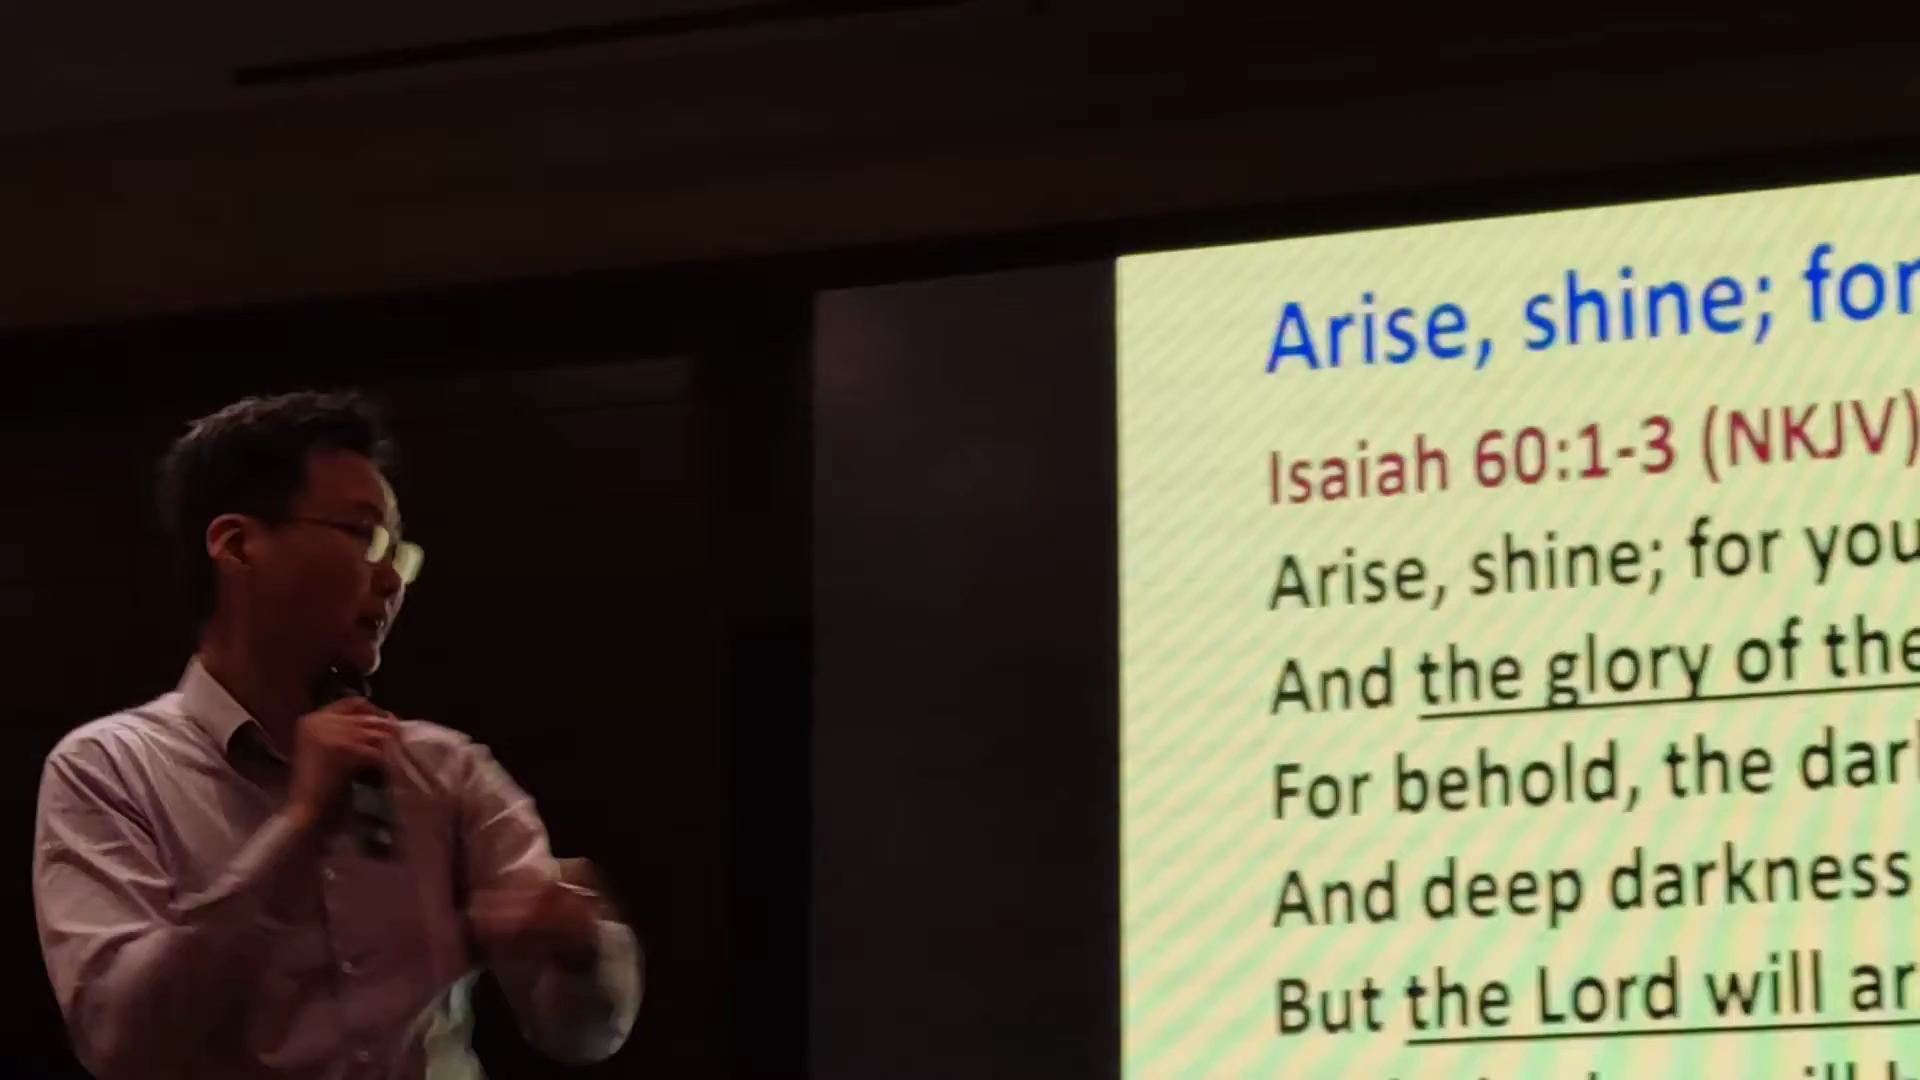 Arise, shine; for
Isaiah 60:1-3 (NKJV)
Arise, shine; for you
And the glory of the
For behold, the dar
And deep darkness
But the Lord will ar
will